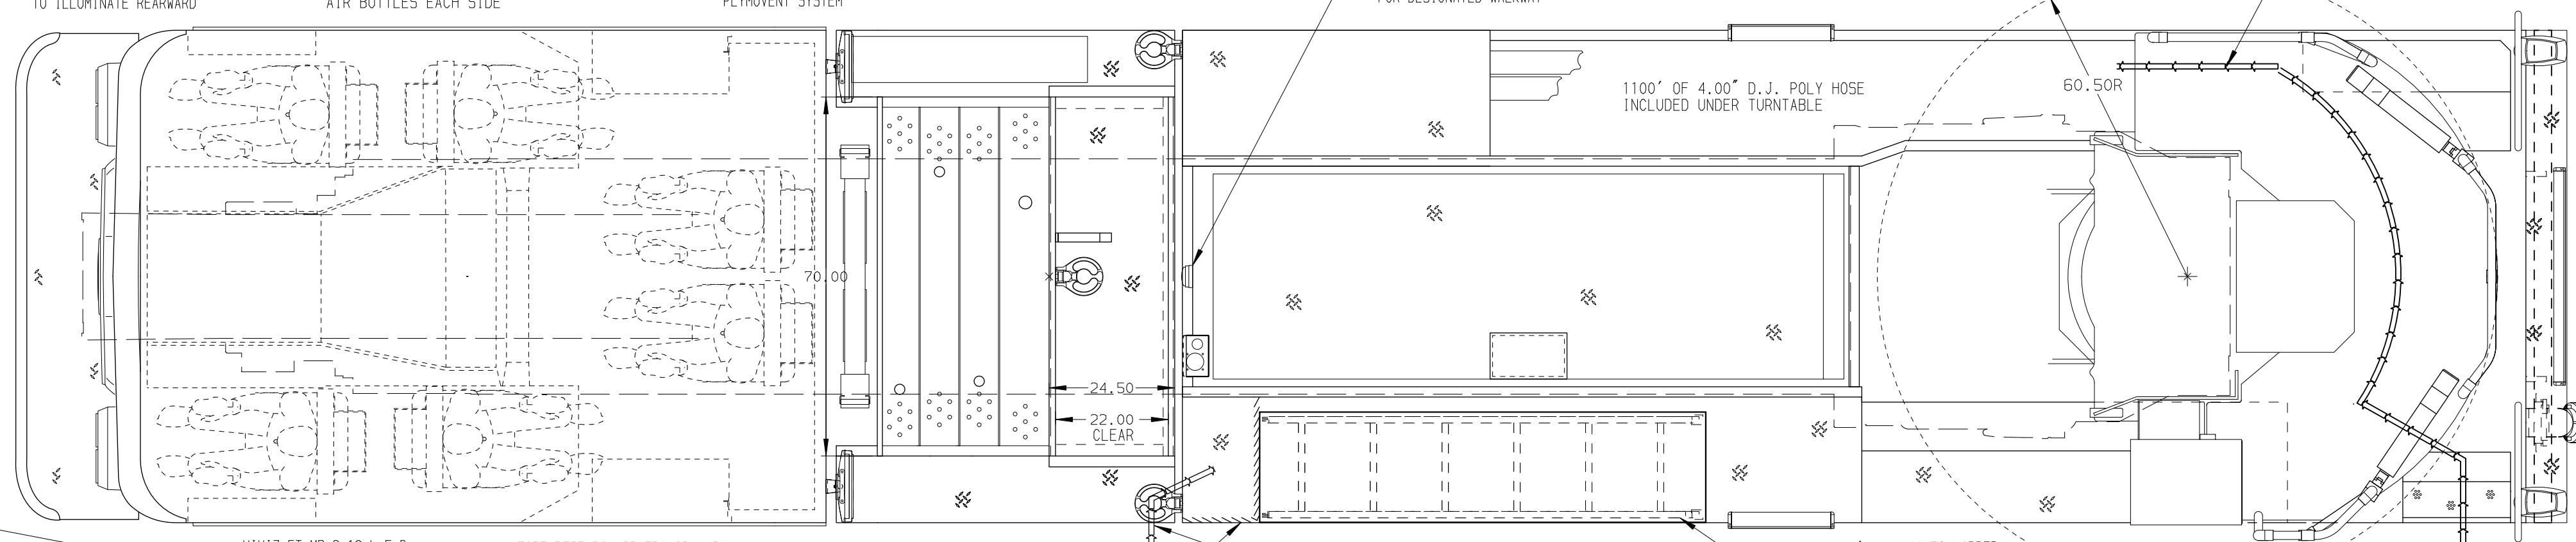 TO ILLUMINATE REARWARD
AIR BOTTLES EACH SIDE
PLYMOVENT SYSTEM
FOR DESIGNATED WALKWAY
1100' OF 4.00" D.J. POLY HOSE
INCLUDED UNDER TURNTABLE
60.50R
70.00
24.50
22.00
CLEAR